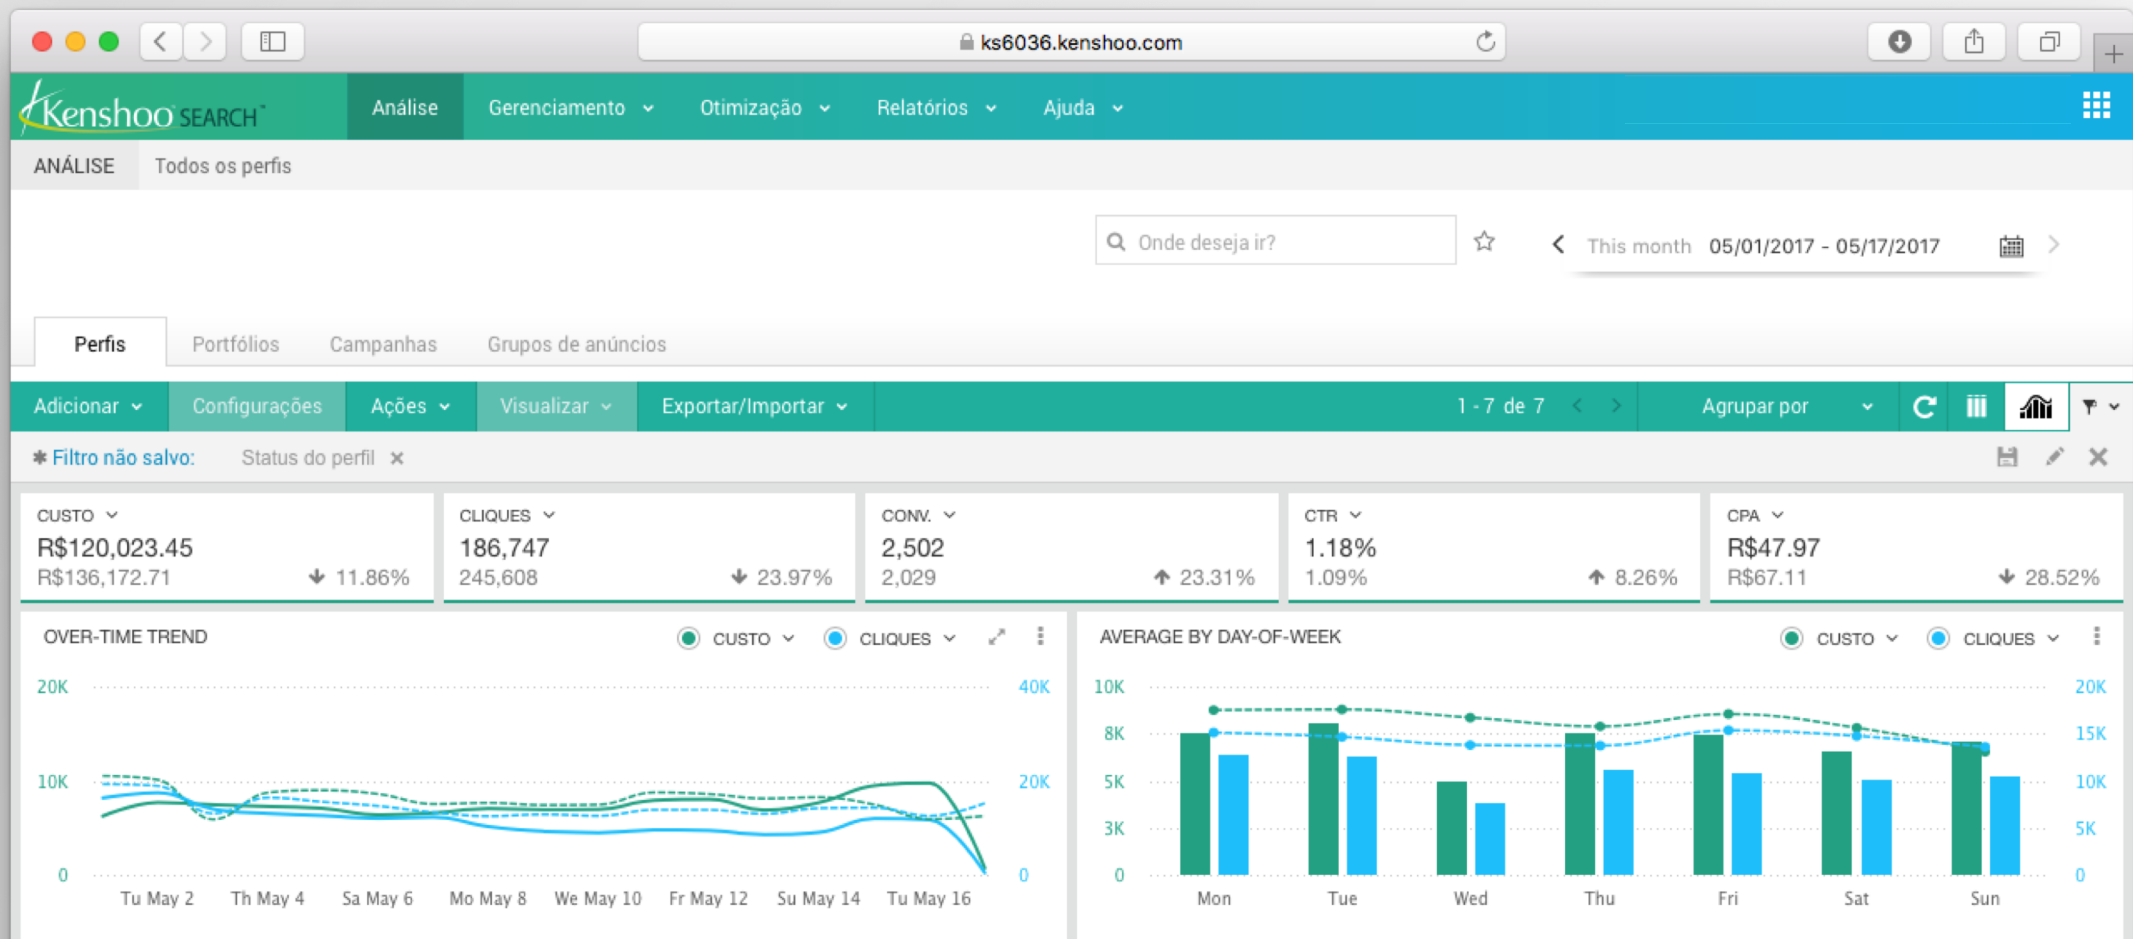 ks6036.kenshoo.com
Kenshoo SEARCH™ Análise Gerenciamento Otimização Relatórios Ajuda
ANÁLISE Todos os perfis
Onde deseja ir? This month 05/01/2017 - 05/17/2017
Perfis Portfólios Campanhas Grupos de anúncios
Adicionar Configurações Ações Visualizar Exportar/Importar 1 - 7 de 7 Agrupar por
✱ Filtro não salvo: Status do perfil ×
CUSTO
R$120,023.45
R$136,172.71 ↓ 11.86%
CLIQUES
186,747
245,608 ↓ 23.97%
CONV.
2,502
2,029 ↑ 23.31%
CTR
1.18%
1.09% ↑ 8.26%
CPA
R$47.97
R$67.11 ↓ 28.52%
OVER-TIME TREND CUSTO CLIQUES
20K 40K
10K 20K
0 0
Tu May 2 Th May 4 Sa May 6 Mo May 8 We May 10 Fr May 12 Su May 14 Tu May 16
AVERAGE BY DAY-OF-WEEK CUSTO CLIQUES
10K 20K
8K 15K
5K 10K
3K 5K
0 0
Mon Tue Wed Thu Fri Sat Sun